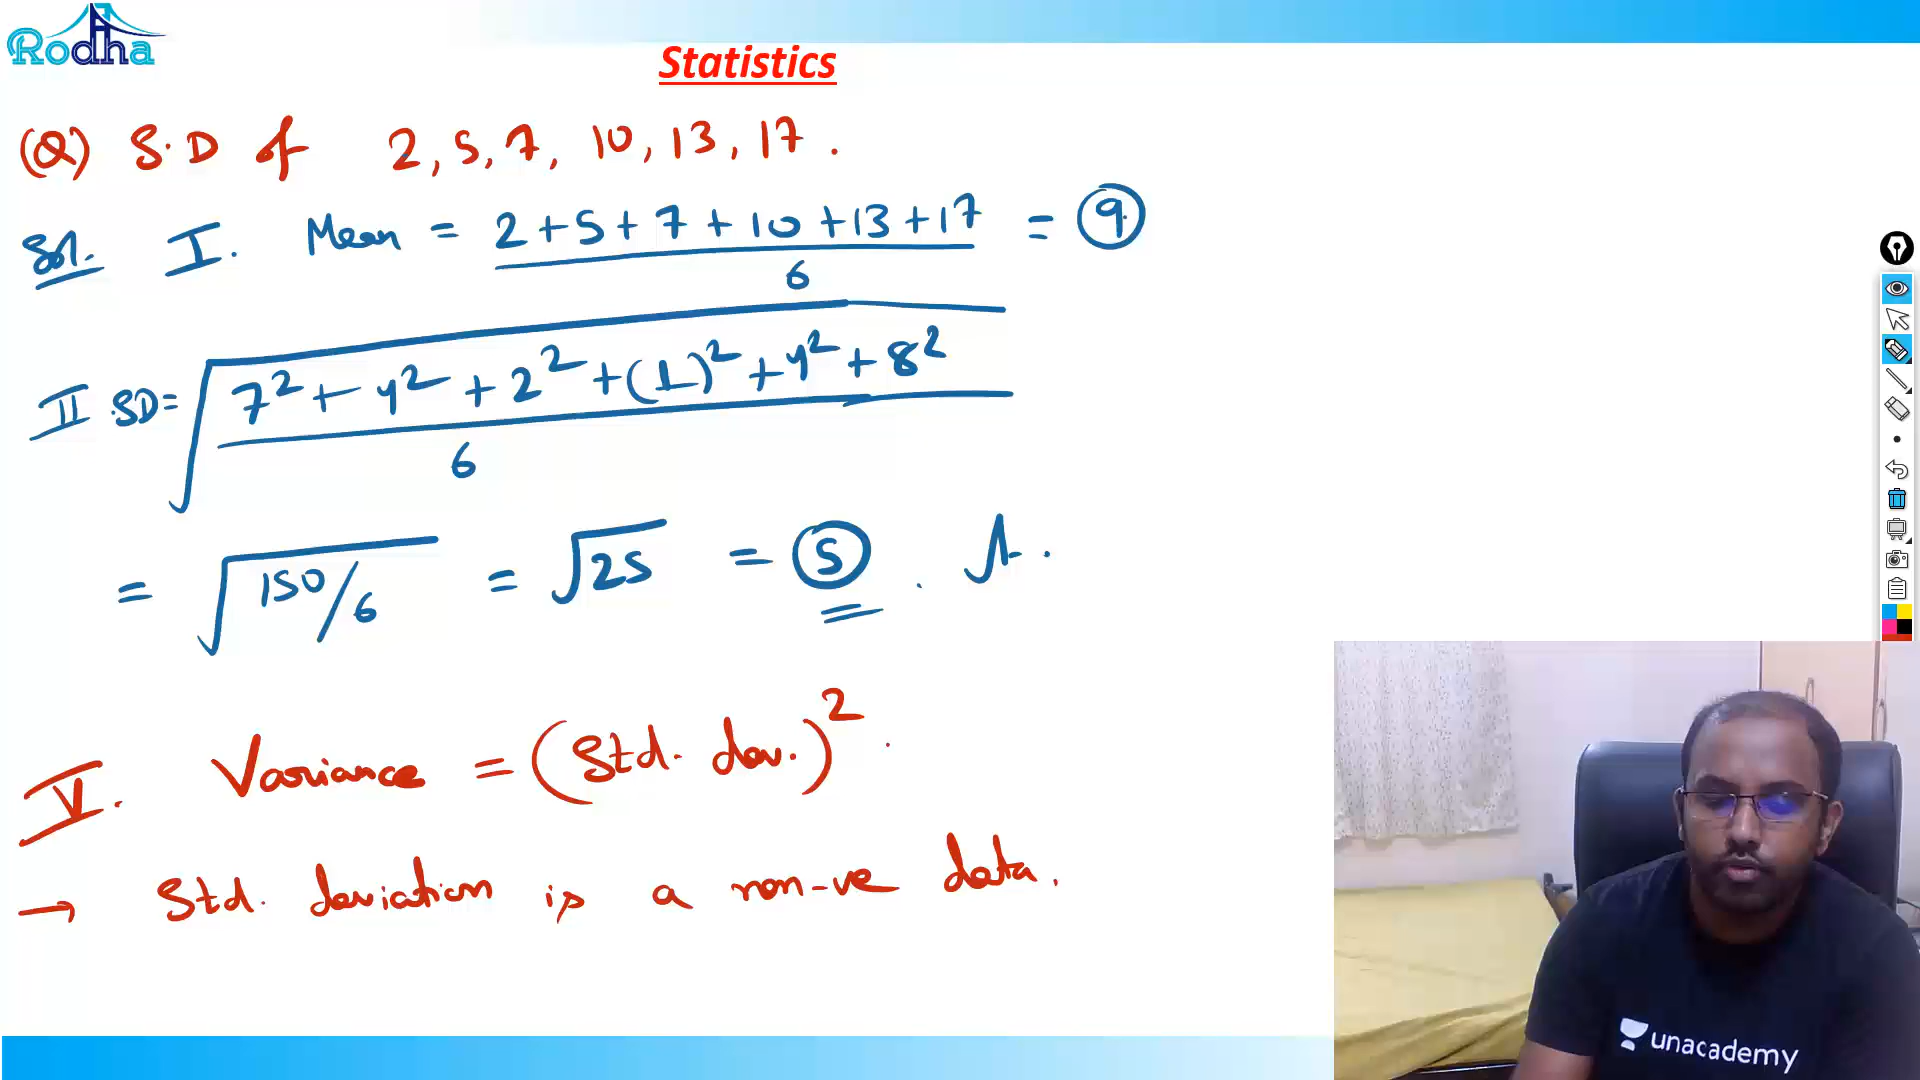 Rodha
Statistics
(Q) S.D of 2, 5, 7, 10, 13, 17.
Sol. I. Mean = 2+5+7+10+13+17 / 6 = 9
II SD = √(7² + 4² + 2² + (1)² + 4² + 8² / 6)
= √150/6 = √25 = 5. A.
V. Variance = (Std. dev.)².
→ Std. deviation is a non-ve data.
unacademy